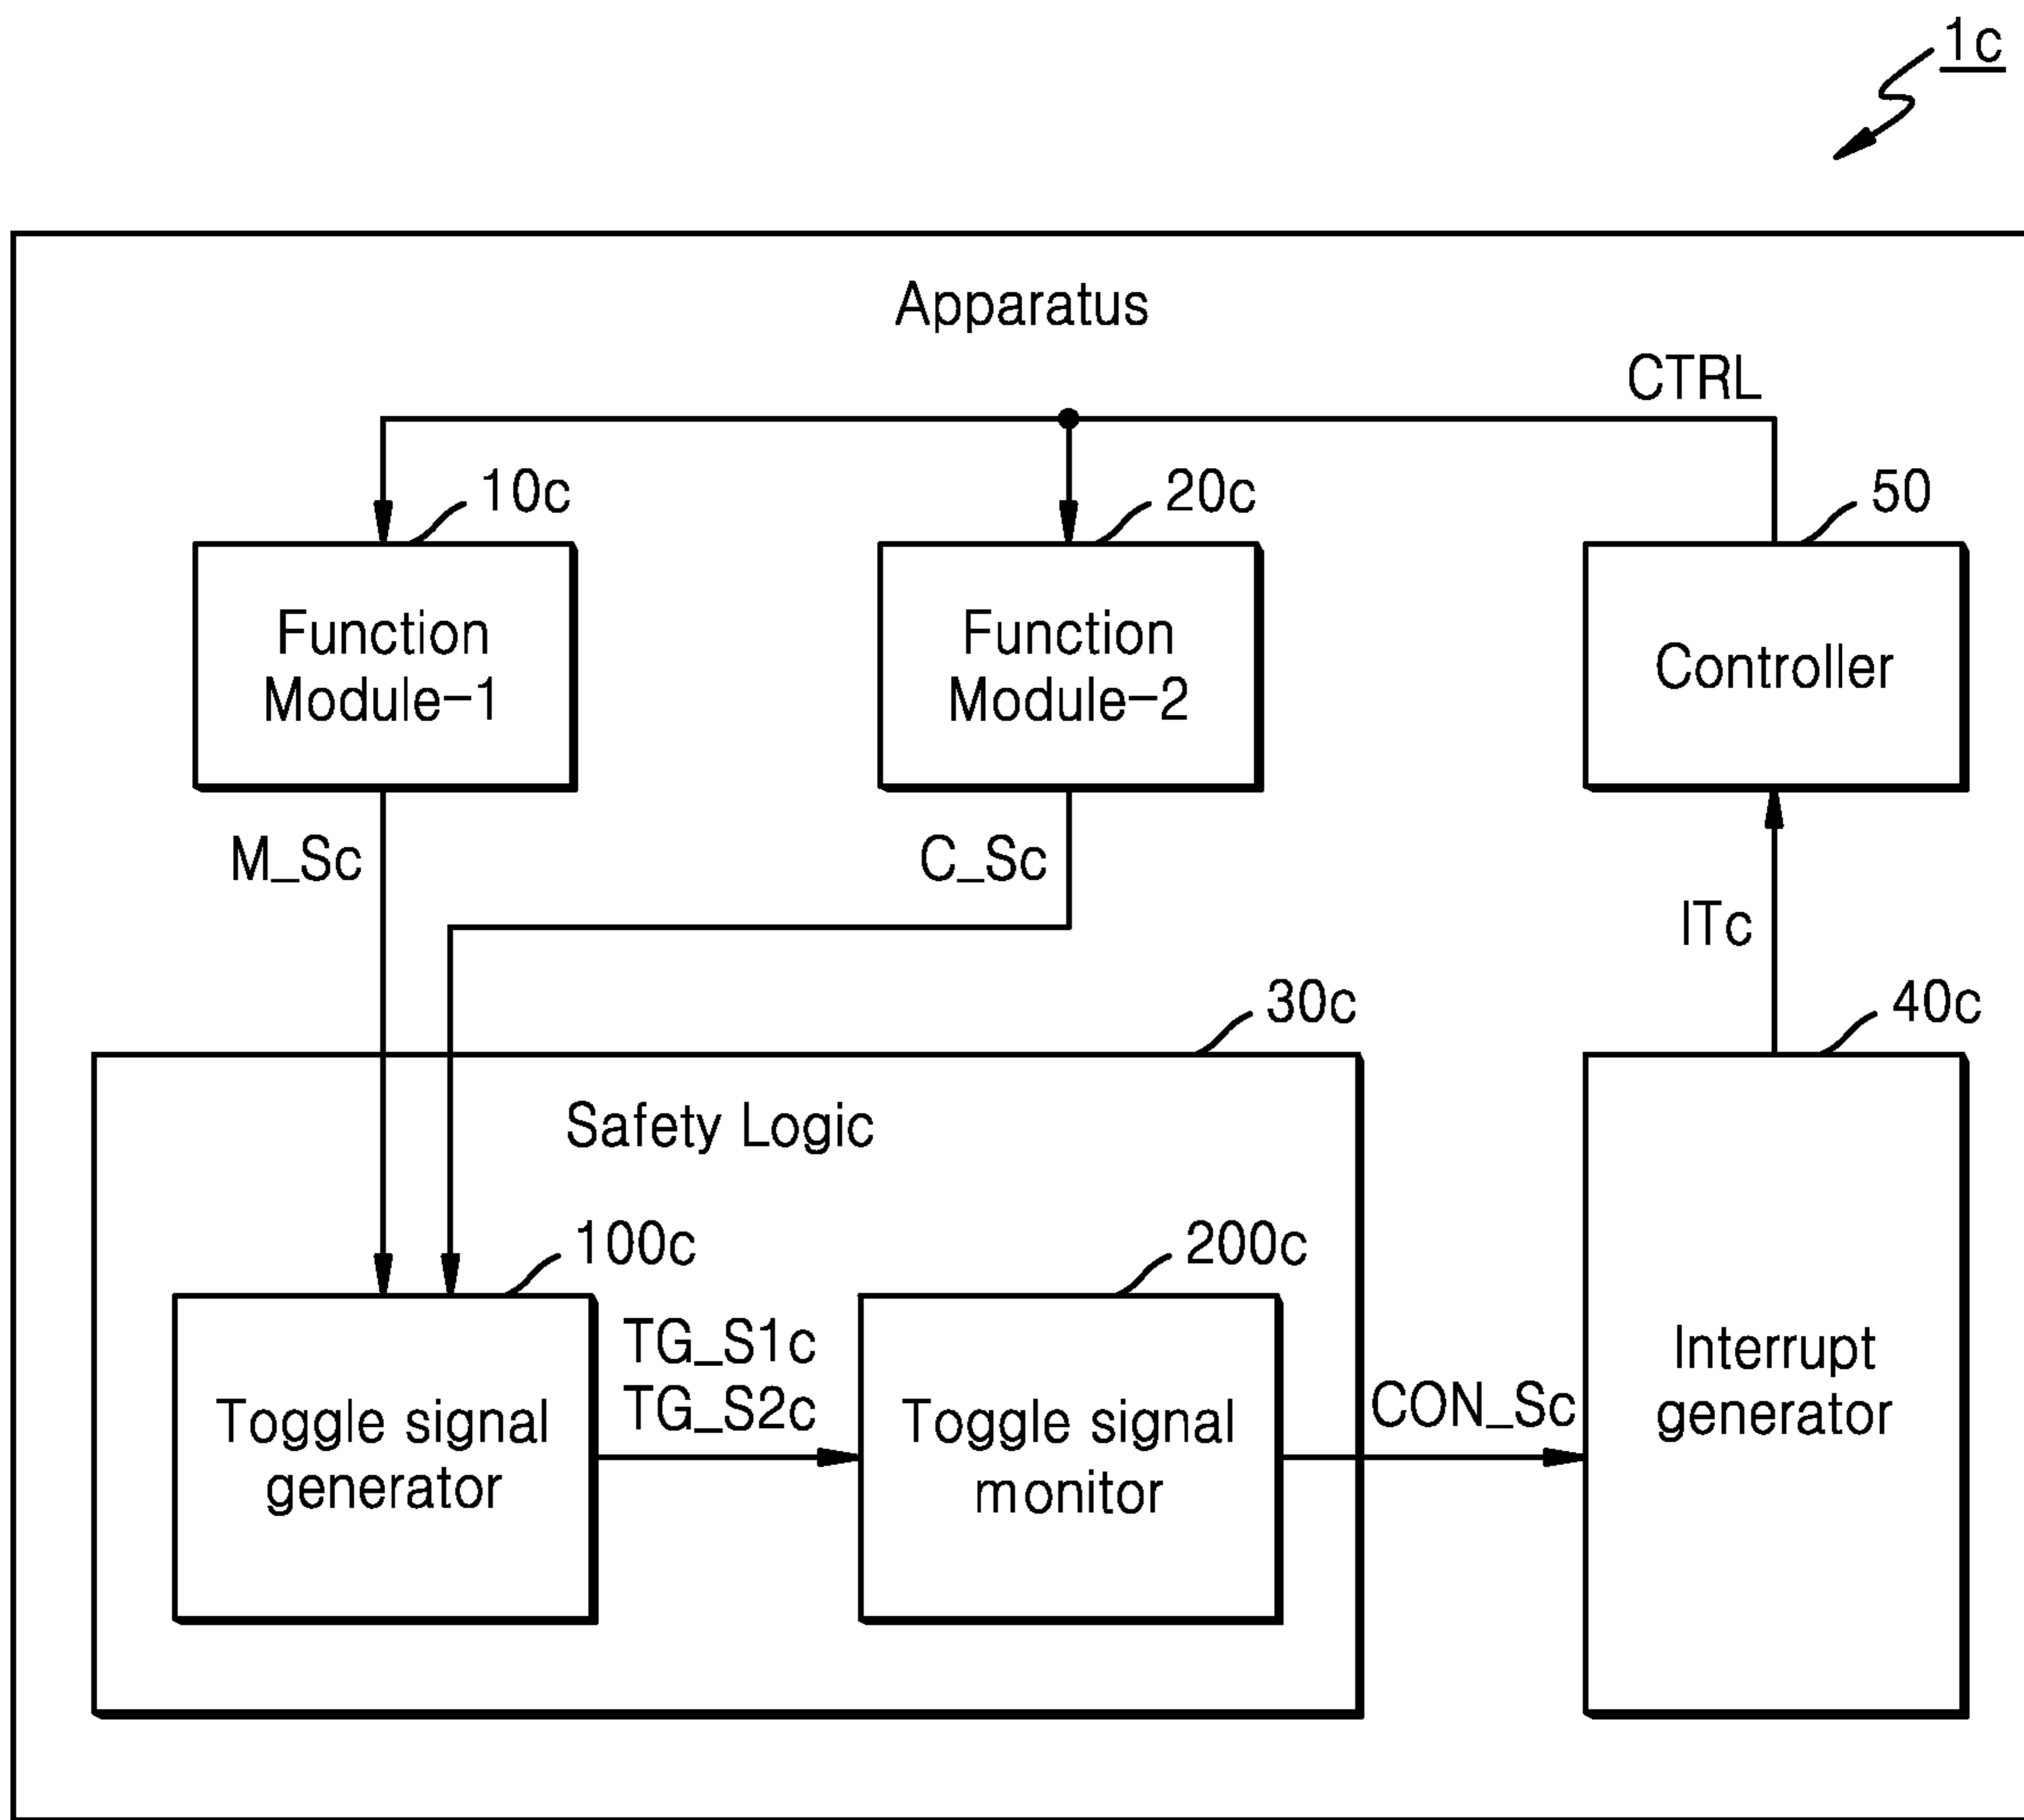 1c
Apparatus
CTRL
10c
20c
50
Function
Module-1
Function
Module-2
Controller
M_Sc
C_Sc
ITc
30c
40c
Safety Logic
100c
200c
TG_S1c
TG_S2c
Toggle signal
generator
Toggle signal
monitor
CON_Sc
Interrupt
generator